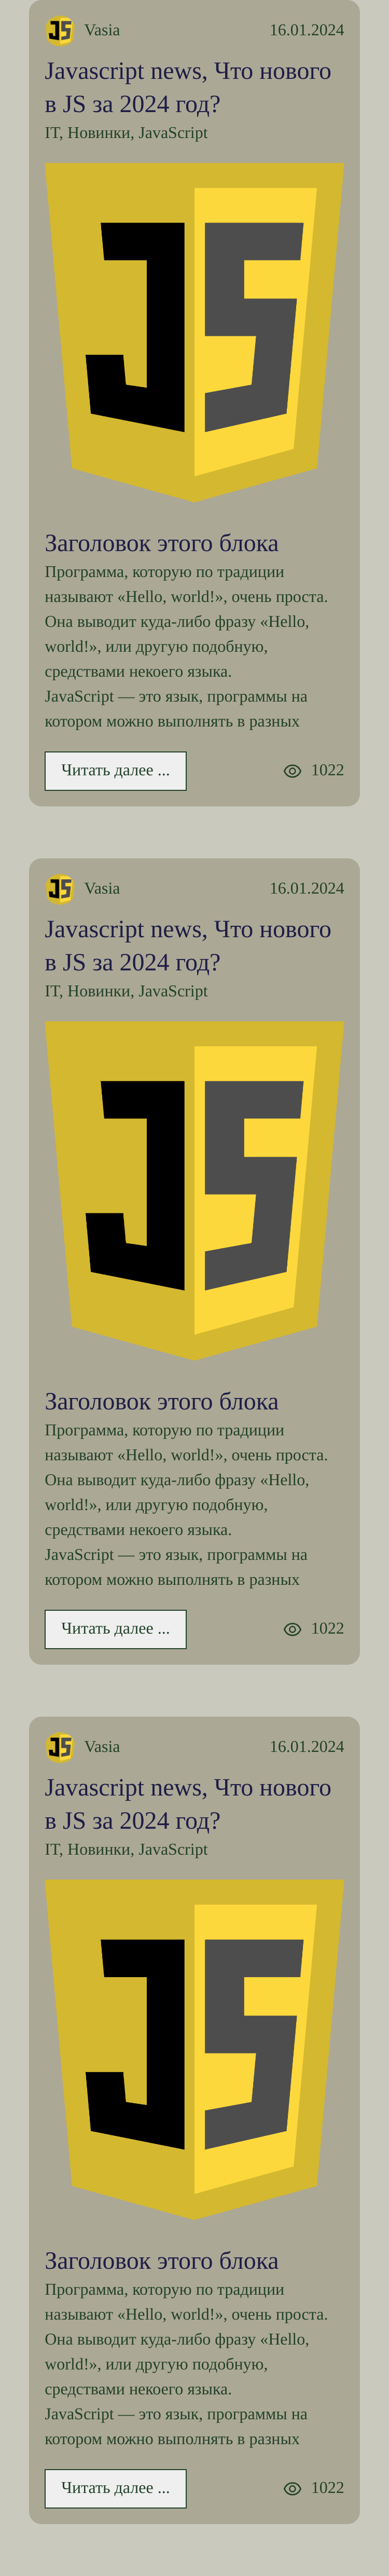 JS Vasia 16.01.2024
Javascript news, Что нового
в JS за 2024 год?
IT, Новинки, JavaScript
JS
Заголовок этого блока
Программа, которую по традиции
называют «Hello, world!», очень проста.
Она выводит куда-либо фразу «Hello,
world!», или другую подобную,
средствами некоего языка.
JavaScript — это язык, программы на
котором можно выполнять в разных
Читать далее ... 1022
JS Vasia 16.01.2024
Javascript news, Что нового
в JS за 2024 год?
IT, Новинки, JavaScript
JS
Заголовок этого блока
Программа, которую по традиции
называют «Hello, world!», очень проста.
Она выводит куда-либо фразу «Hello,
world!», или другую подобную,
средствами некоего языка.
JavaScript — это язык, программы на
котором можно выполнять в разных
Читать далее ... 1022
JS Vasia 16.01.2024
Javascript news, Что нового
в JS за 2024 год?
IT, Новинки, JavaScript
JS
Заголовок этого блока
Программа, которую по традиции
называют «Hello, world!», очень проста.
Она выводит куда-либо фразу «Hello,
world!», или другую подобную,
средствами некоего языка.
JavaScript — это язык, программы на
котором можно выполнять в разных
Читать далее ... 1022